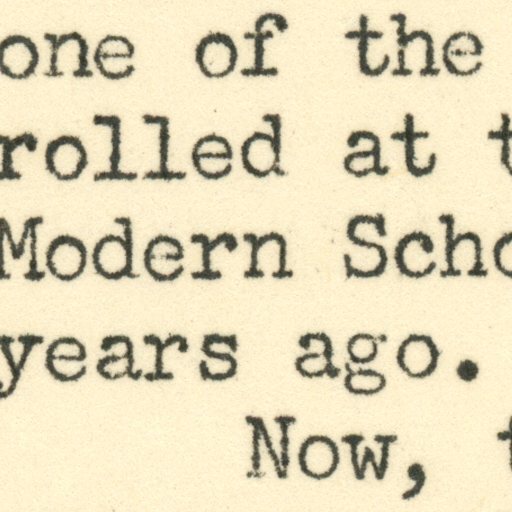 one of the
rolled at t
Modern Scho
years ago.
Now, t